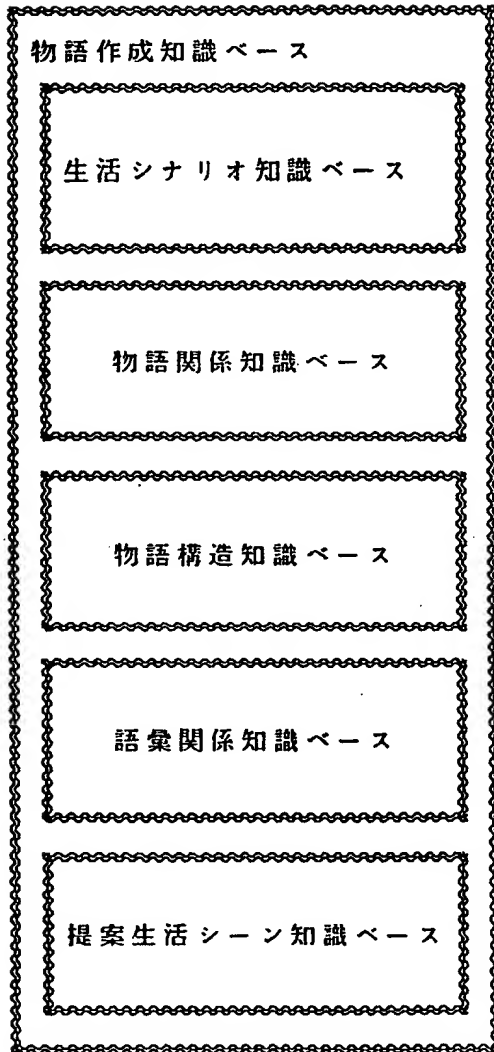 物語作成知識ベース
生活シナリオ知識ベース
物語関係知識ベース
物語構造知識ベース
語彙関係知識ベース
提案生活シーン知識ベース